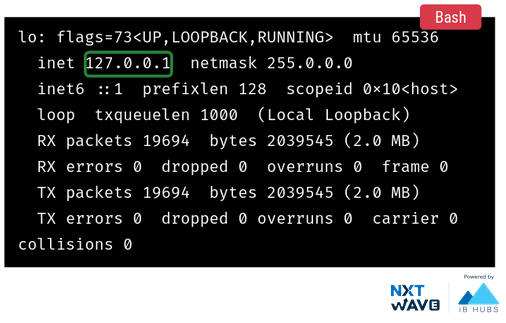 Bash
lo: flags=73<UP,LOOPBACK,RUNNING>  mtu 65536
inet 127.0.0.1  netmask 255.0.0.0
inet6 ::1  prefixlen 128  scopeid 0×10<host>
loop  txqueuelen 1000  (Local Loopback)
RX packets 19694  bytes 2039545 (2.0 MB)
RX errors 0  dropped 0  overruns 0  frame 0
TX packets 19694  bytes 2039545 (2.0 MB)
TX errors 0  dropped 0 overruns 0  carrier 0
collisions 0
Powered by
NXT
WAVE
IB HUBS